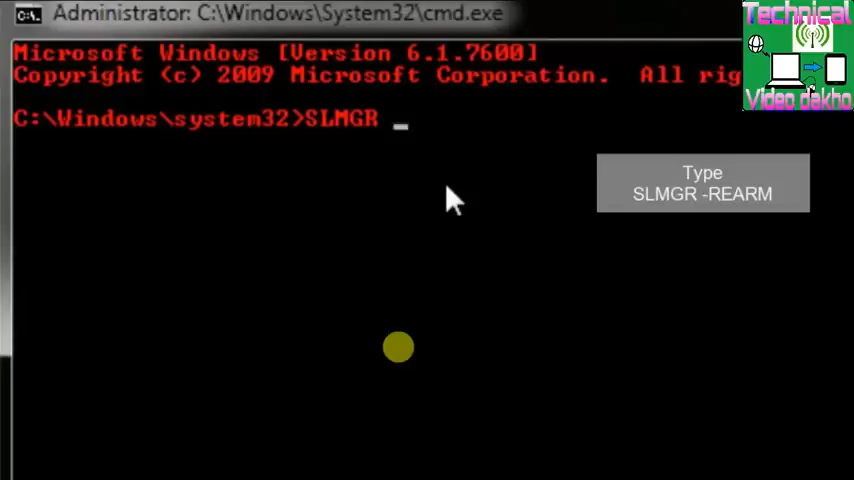 Administrator: C:\Windows\System32\cmd.exe
Microsoft Windows [Version 6.1.7600]
Copyright (c) 2009 Microsoft Corporation. All rig
C:\Windows\system32>SLMGR _
Type
SLMGR -REARM
Technical
Video dakho